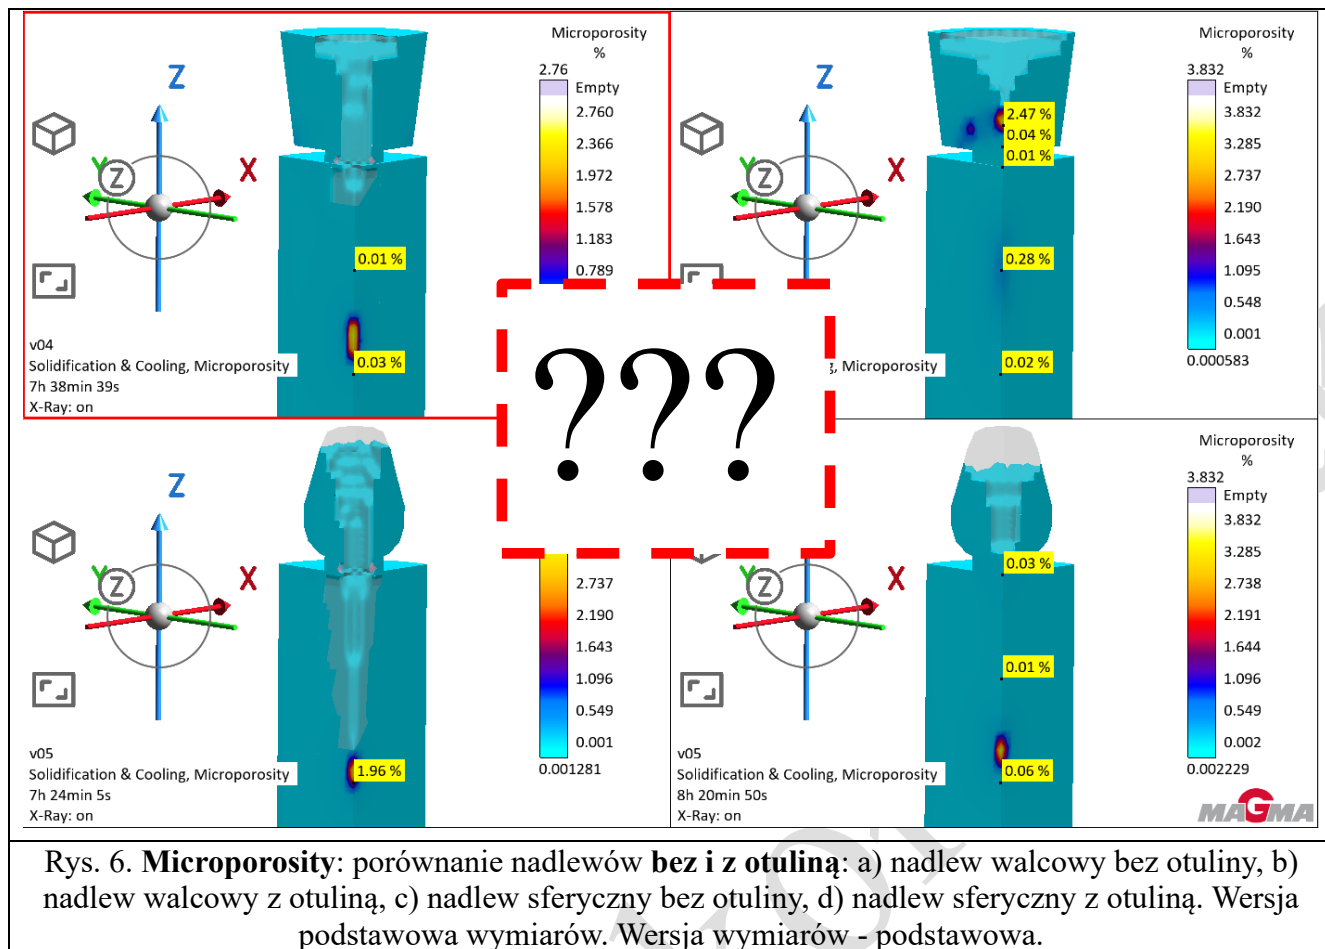 Microporosity
%
2.76
Empty
2.760
2.366
1.972
1.578
1.183
0.789
Z
Y
Z
X
0.01 %
0.03 %
v04
Solidification & Cooling, Microporosity
7h 38min 39s
X-Ray: on
Microporosity
%
3.832
Empty
3.832
3.285
2.737
2.190
1.643
1.095
0.548
0.001
0.000583
Z
Y
Z
X
2.47 %
0.04 %
0.01 %
0.28 %
0.02 %
, Microporosity
???
Z
Y
Z
X
2.737
2.190
1.643
1.096
0.549
0.001
0.001281
1.96 %
v05
Solidification & Cooling, Microporosity
7h 24min 5s
X-Ray: on
Microporosity
%
3.832
Empty
3.832
3.285
2.738
2.191
1.644
1.096
0.549
0.002
0.002229
Z
Y
Z
X
0.03 %
0.01 %
0.06 %
v05
Solidification & Cooling, Microporosity
8h 20min 50s
X-Ray: on
MAGMA
Rys. 6. Microporosity: porównanie nadlewów bez i z otuliną: a) nadlew walcowy bez otuliny, b)
nadlew walcowy z otuliną, c) nadlew sferyczny bez otuliny, d) nadlew sferyczny z otuliną. Wersja
podstawowa wymiarów. Wersja wymiarów - podstawowa.